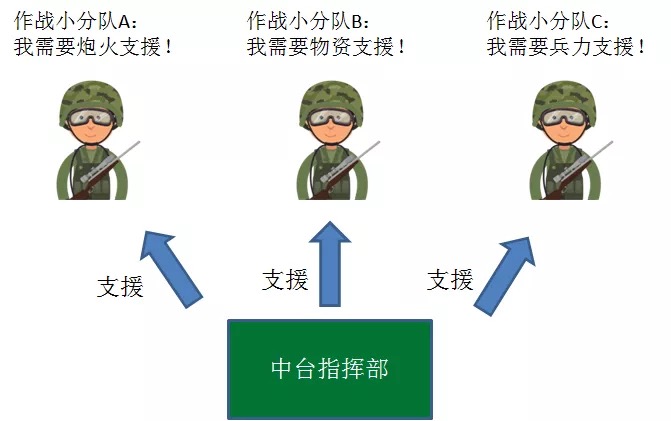 作战小分队A：
我需要炮火支援！
作战小分队B：
我需要物资支援！
作战小分队C：
我需要兵力支援！
支援
支援
支援
中台指挥部